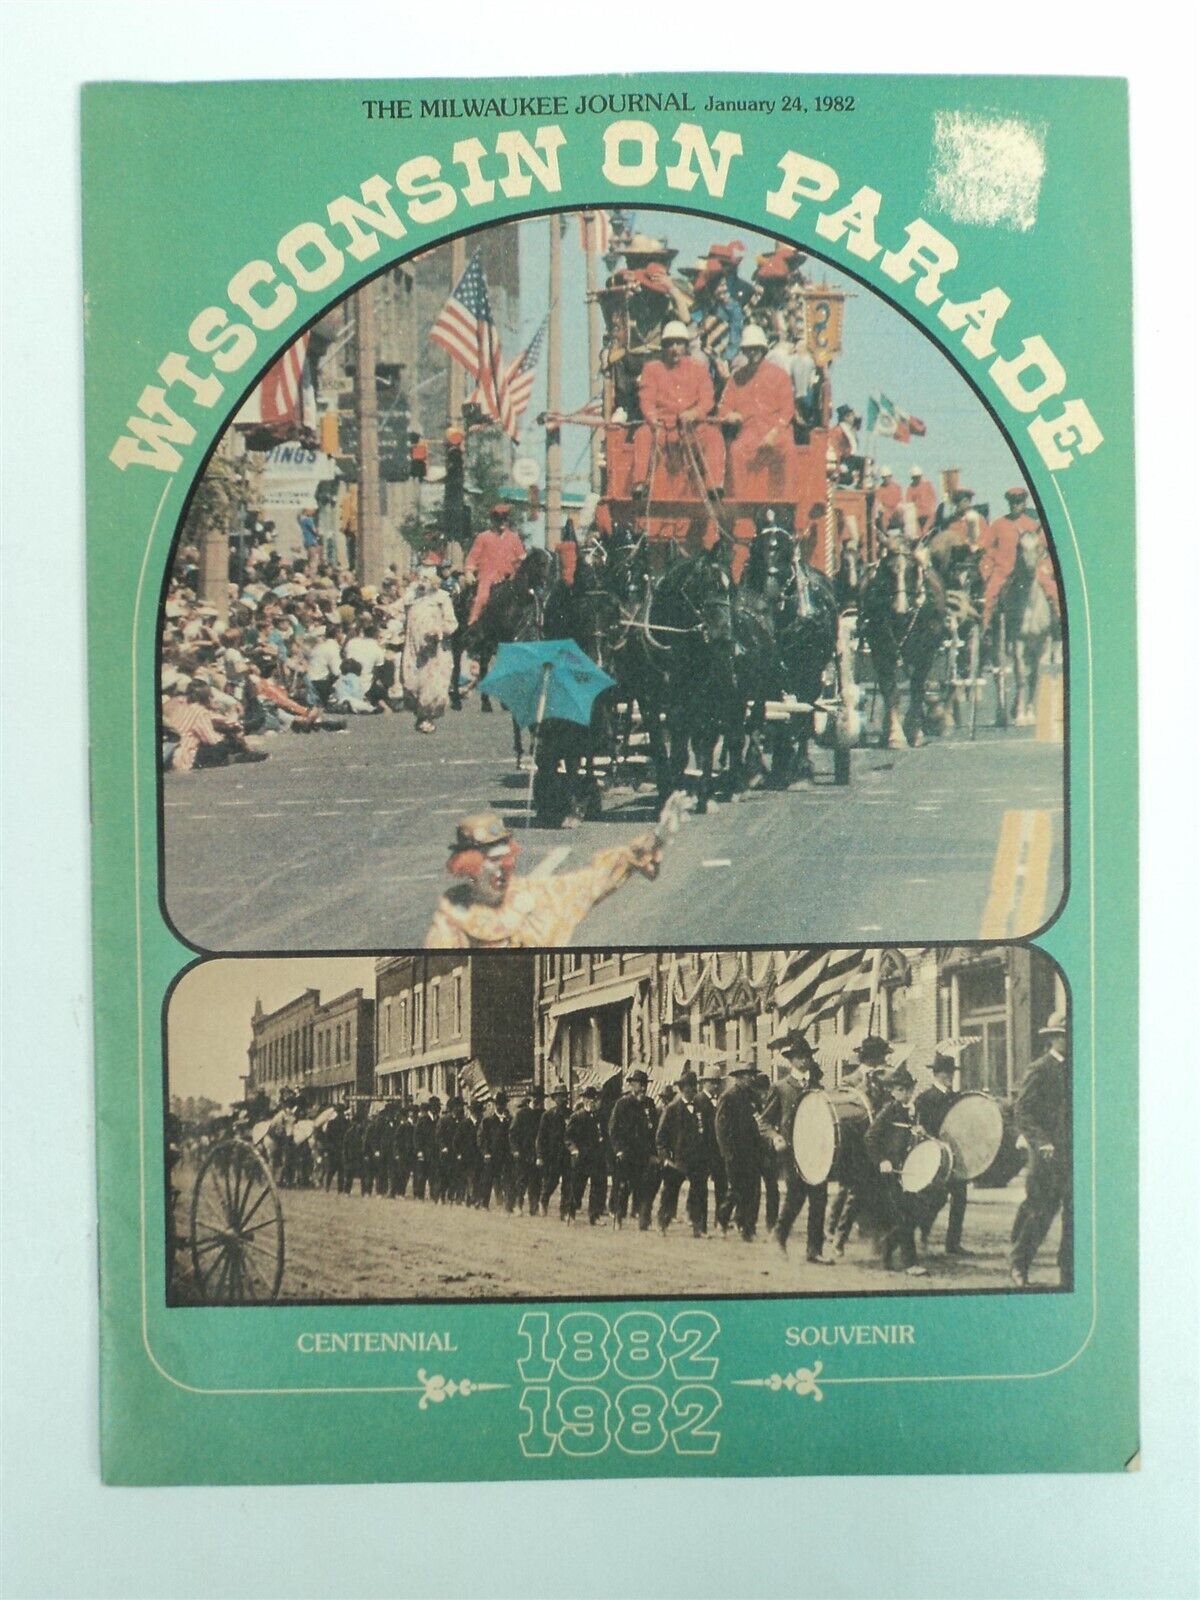 THE MILWAUKEE JOURNAL January 24, 1982
WISCONSIN ON PARADE
CENTENNIAL 1882 SOUVENIR
1982